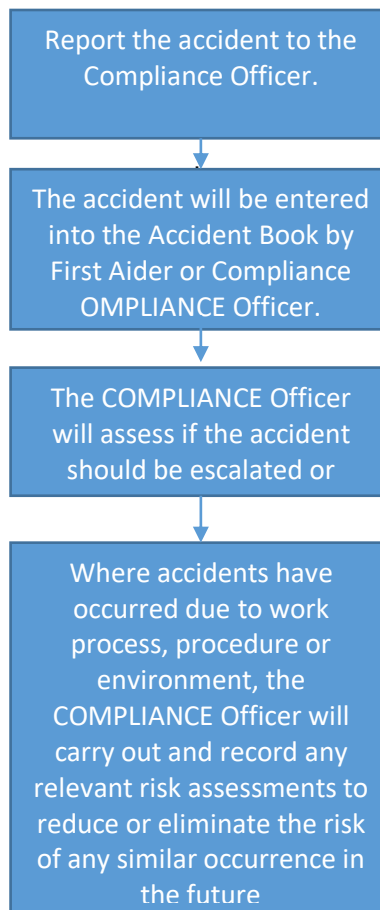 Report the accident to the
Compliance Officer.
The accident will be entered
into the Accident Book by
First Aider or Compliance
OMPLIANCE Officer.
The COMPLIANCE Officer
will assess if the accident
should be escalated or
Where accidents have
occurred due to work
process, procedure or
environment, the
COMPLIANCE Officer will
carry out and record any
relevant risk assessments to
reduce or eliminate the risk
of any similar occurrence in
the future